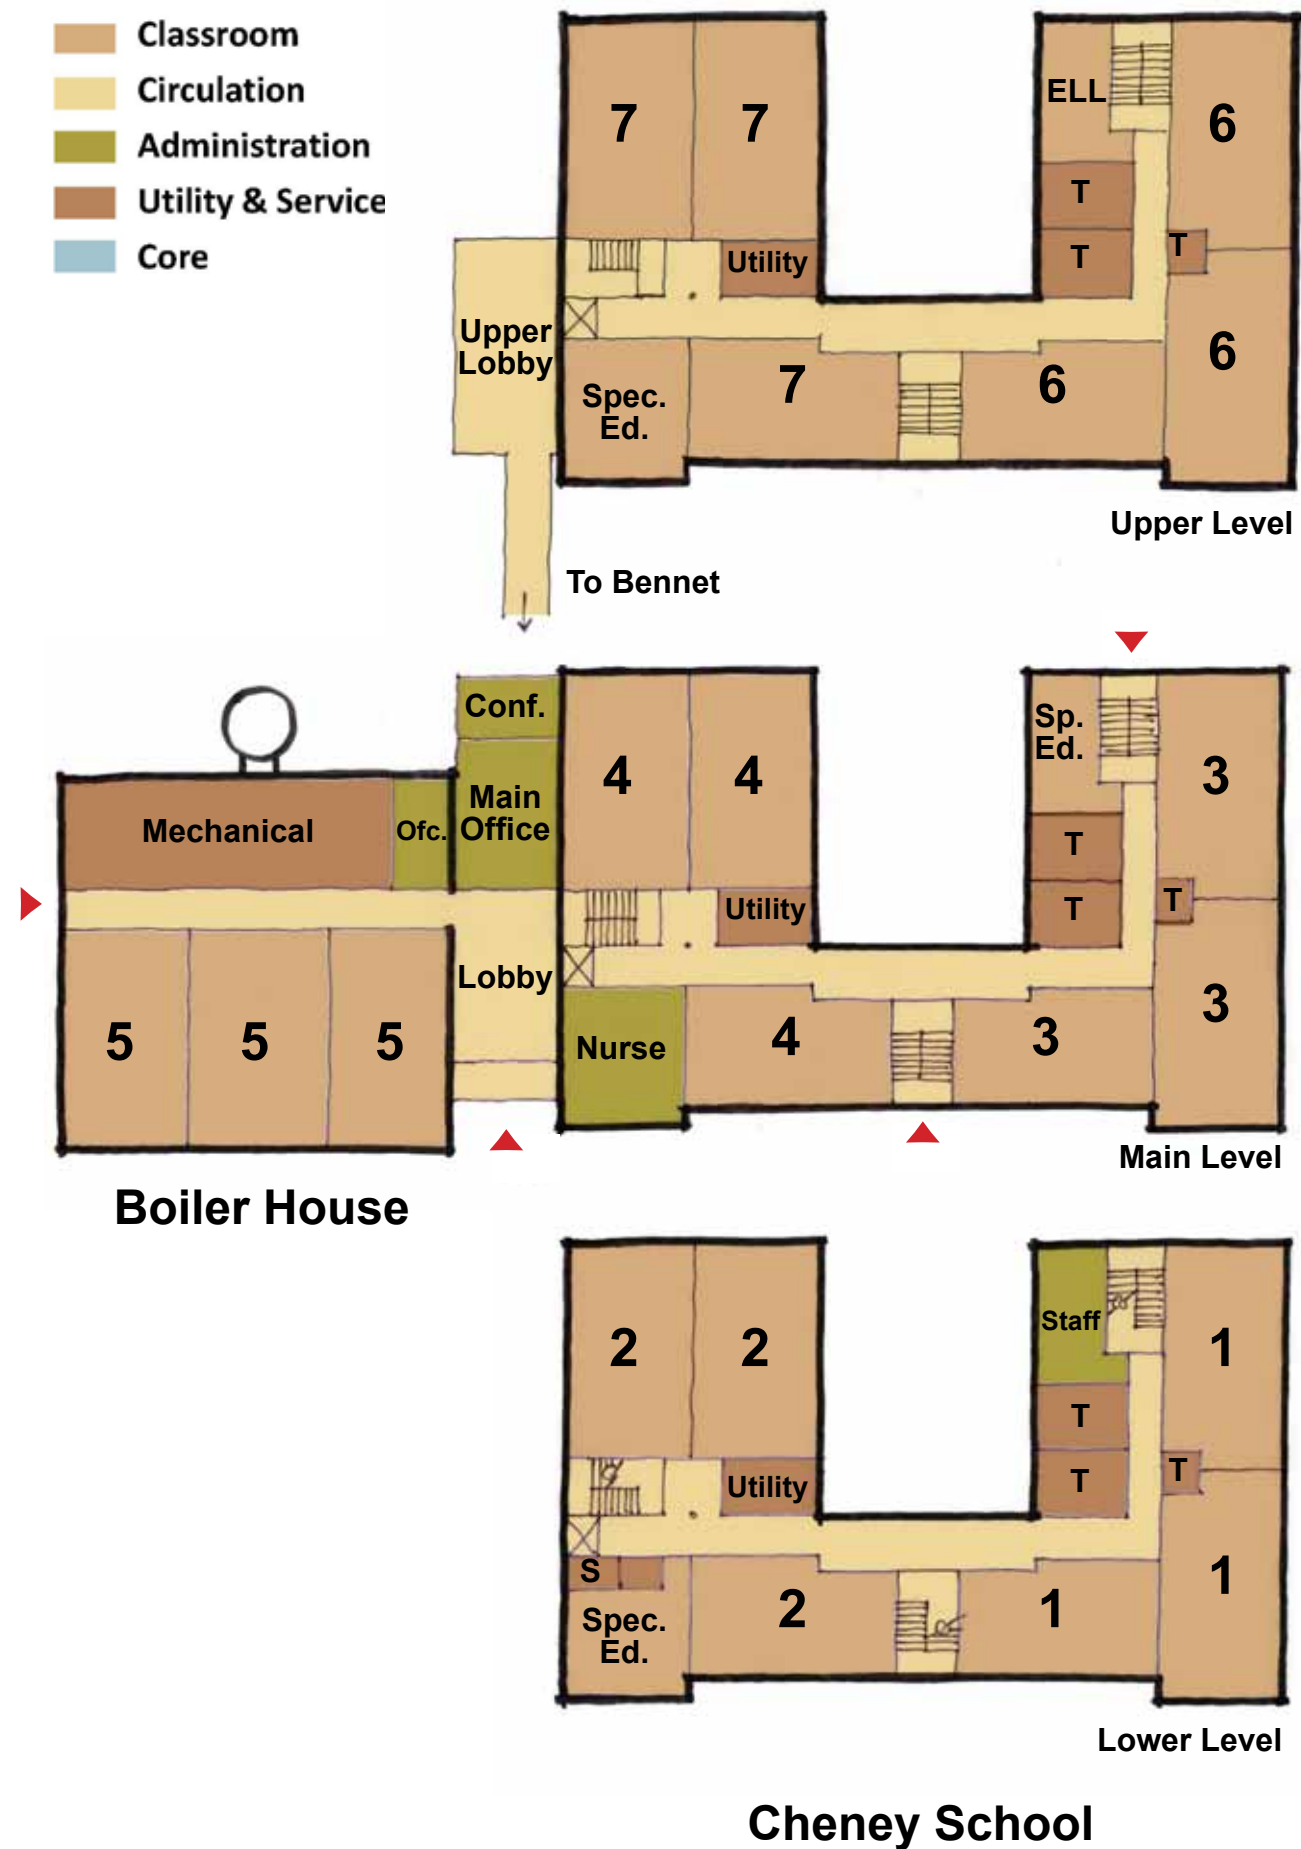 Classroom
Circulation
Administration
Utility & Service
Core
7
7
ELL
6
T
T
T
Utility
Upper
Lobby
Spec.
Ed.
7
6
6
Upper Level
To Bennet
Conf.
Main
Office
Mechanical
Ofc.
4
4
Sp.
Ed.
3
T
T
T
Utility
Lobby
5
5
5
Nurse
4
3
3
Main Level
Boiler House
2
2
Staff
1
T
T
T
Utility
S
Spec.
Ed.
2
1
1
Lower Level
Cheney School